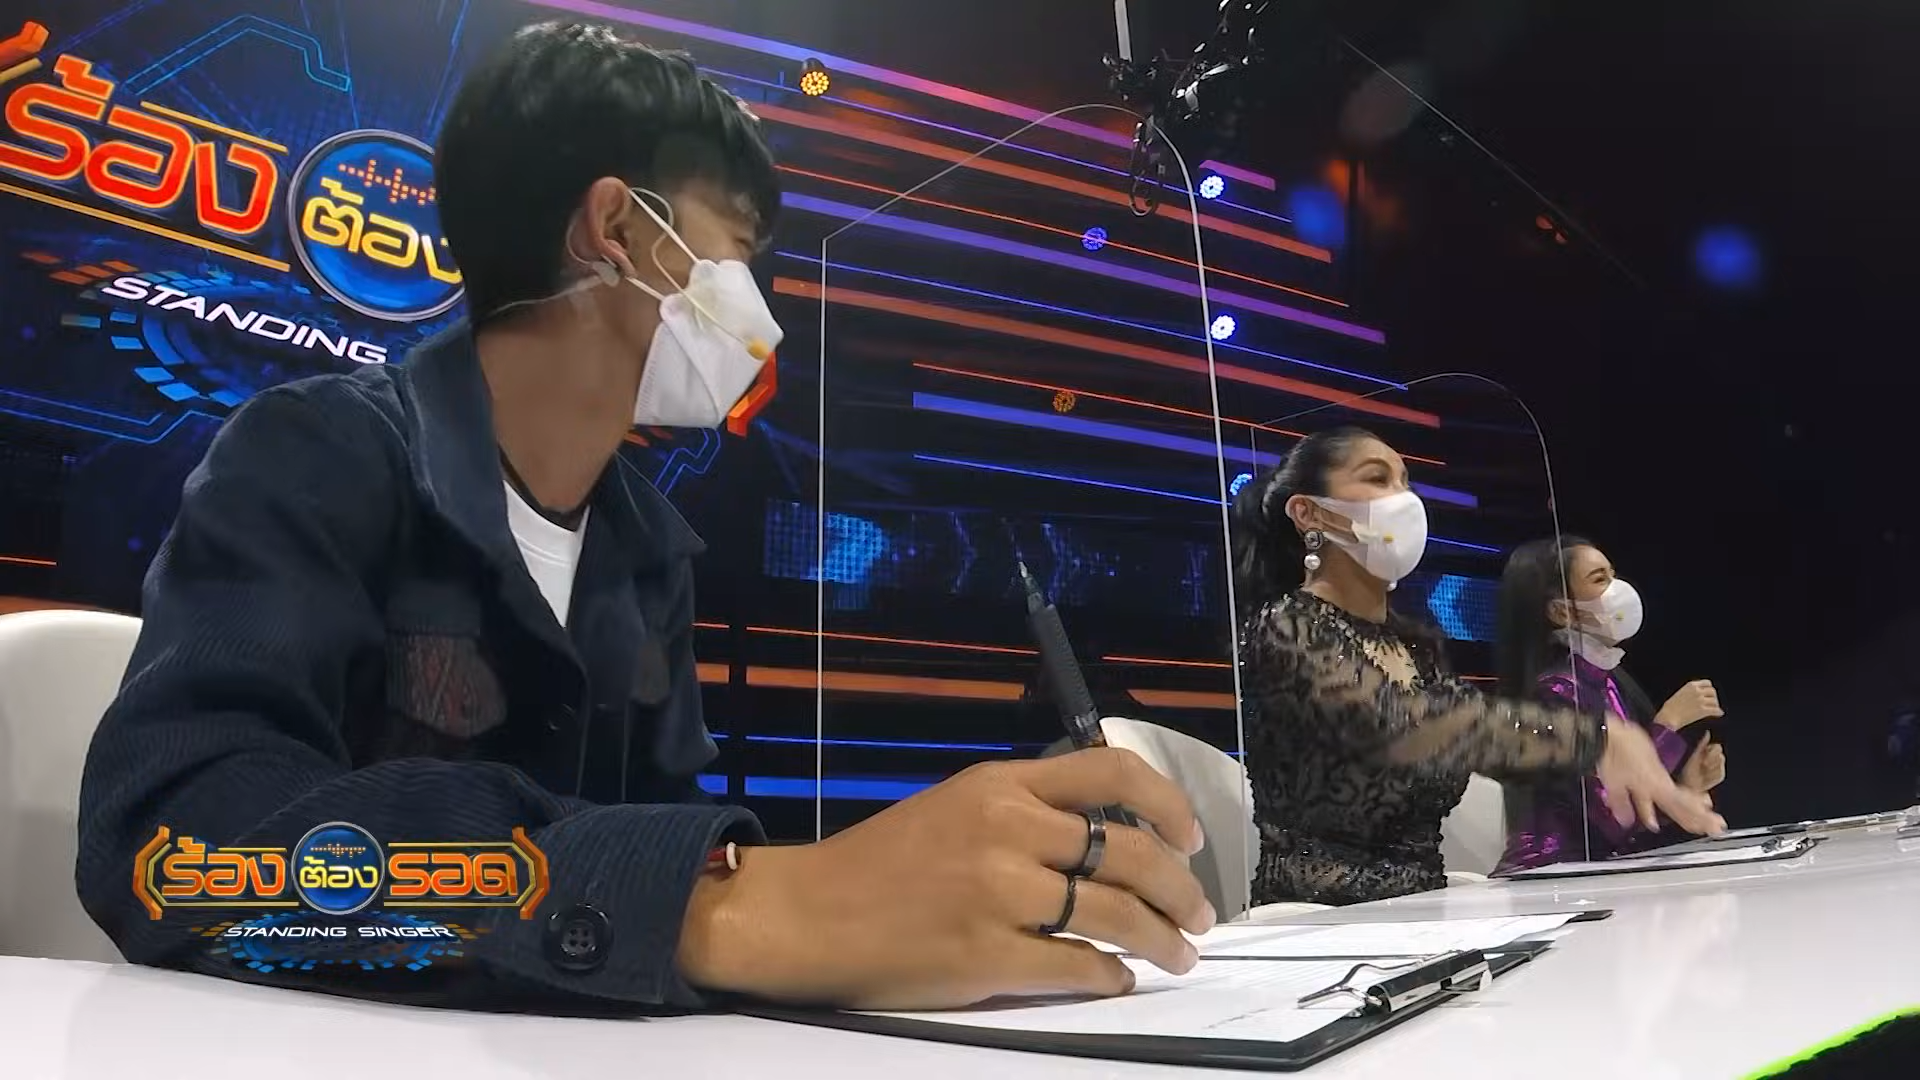 ร้อง
ต้อง
STANDING
ร้อง ต้อง รอด
STANDING SINGER